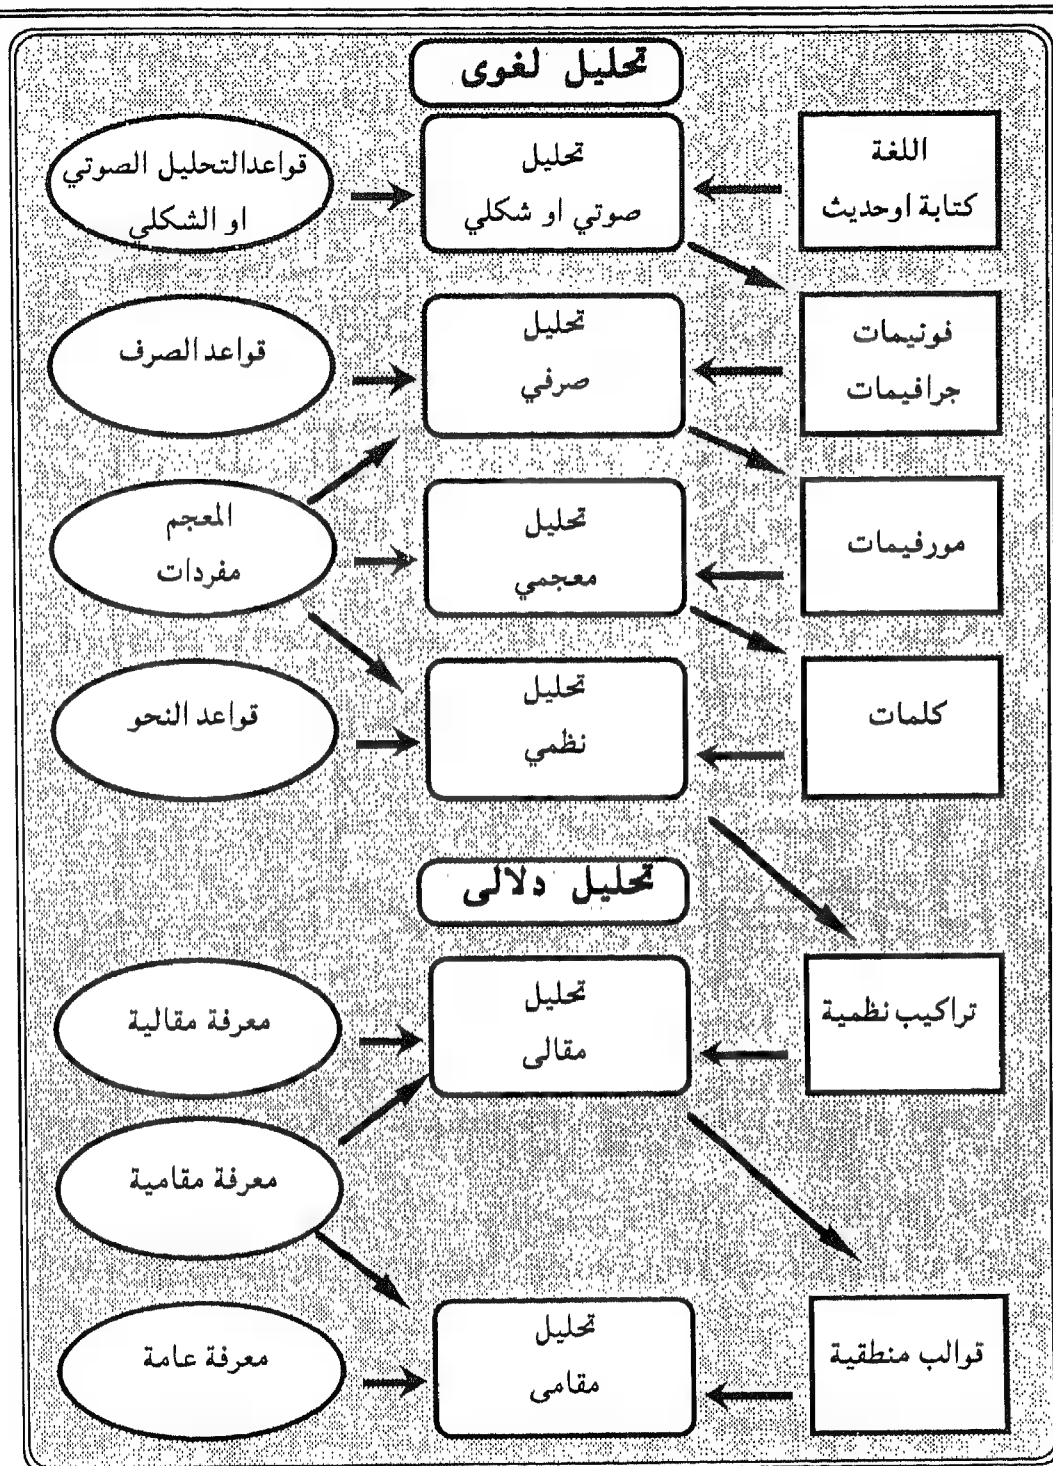 تحليل لغوى
اللغة
كتابة اوحديث
تحليل
صوتي او شكلي
قواعدالتحليل الصوتي
او الشكلي
فونيمات
جرافيمات
تحليل
صرفي
قواعد الصرف
مورفيمات
تحليل
معجمي
المعجم
مفردات
كلمات
تحليل
نظمي
قواعد النحو
تحليل دلالى
تراكيب نظمية
تحليل
مقالى
معرفة مقالية
معرفة مقامية
قوالب منطقية
تحليل
مقامى
معرفة عامة